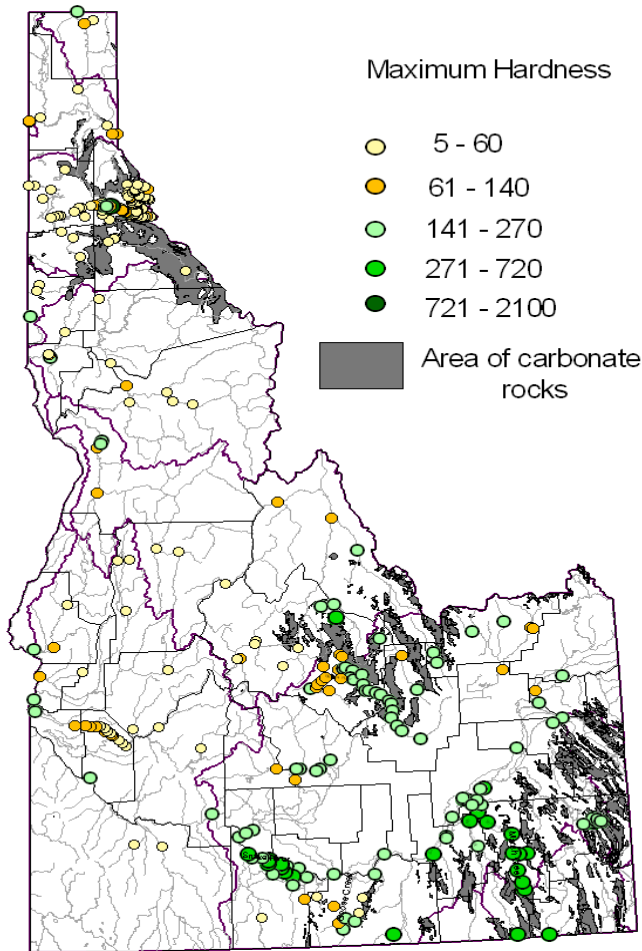 Maximum Hardness
5 - 60
61 - 140
141 - 270
271 - 720
721 - 2100
Area of carbonate
rocks